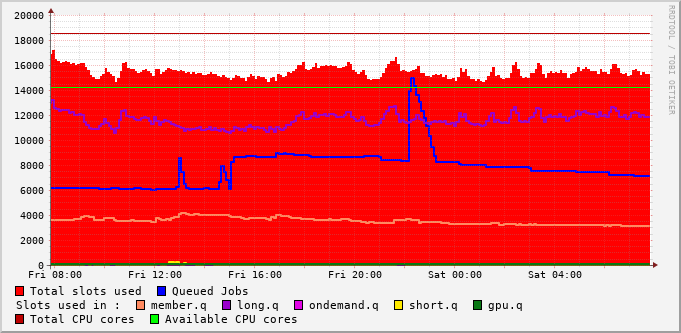 20000
18000
16000
14000
12000
10000
8000
6000
4000
2000
0
Fri 08:00 Fri 12:00 Fri 16:00 Fri 20:00 Sat 00:00 Sat 04:00
Total slots used Queued Jobs
Slots used in : member.q long.q ondemand.q short.q gpu.q
Total CPU cores Available CPU cores
RRDTOOL / TOBI OETIKER